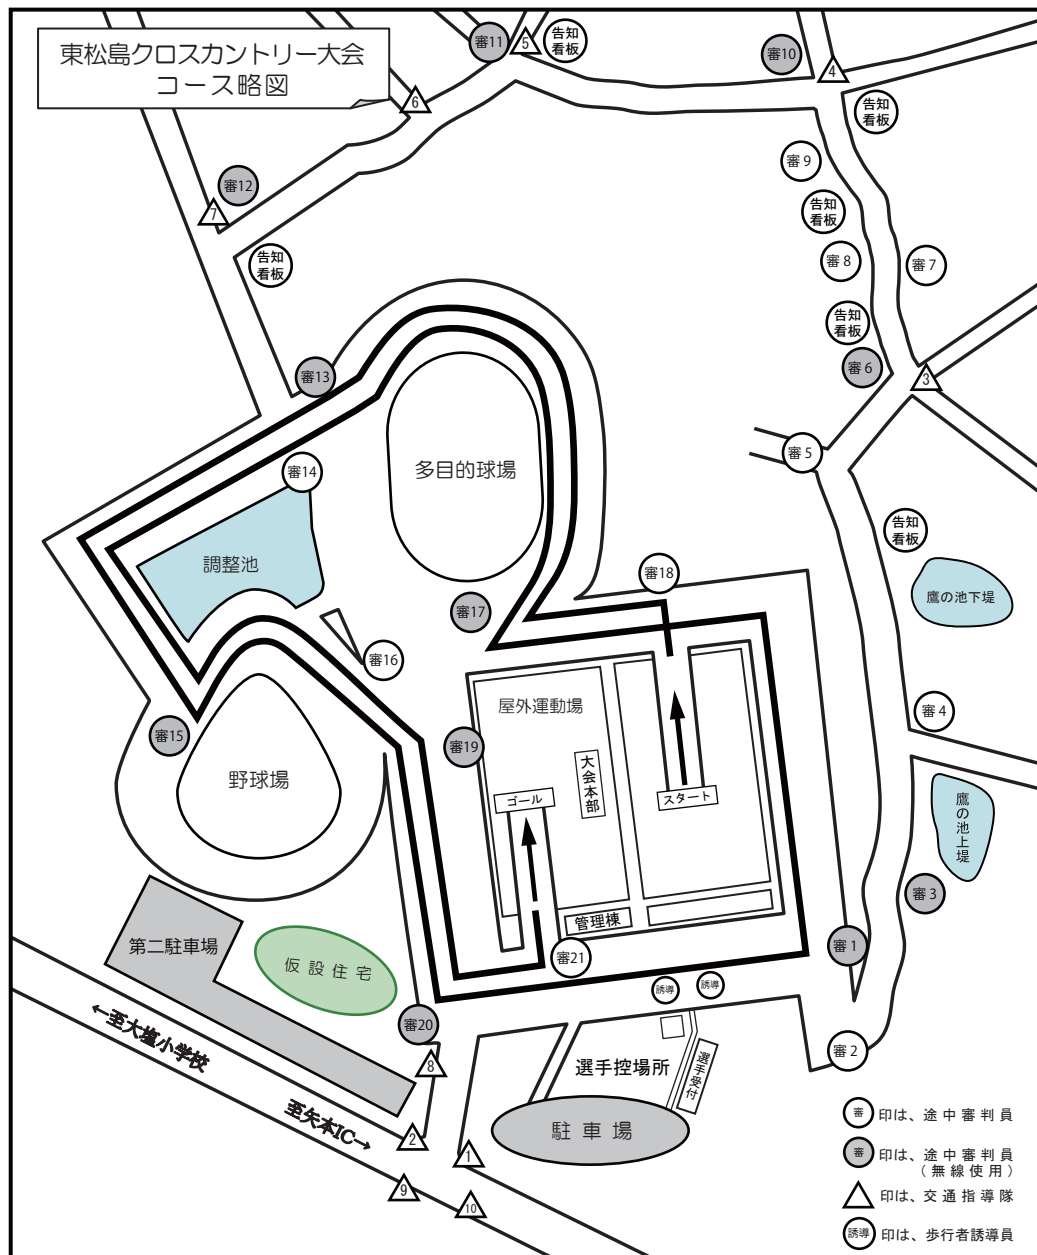 東松島クロスカントリー大会
コース略図
審11
5
告知
看板
審10
4
6
告知
看板
審9
審12
7
告知
看板
告知
看板
審8
審7
告知
看板
審6
3
審13
審5
審14
多目的球場
告知
看板
調整池
審18
鷹の池下堤
審17
審16
屋外運動場
審4
審15
審19
野球場
大会本部
ゴール
スタート
鷹の池上堤
審3
第二駐車場
管理棟
審1
仮設住宅
審21
誘導
誘導
審20
←至大塩小学校
8
選手控場所
選手受付
審2
至矢本IC→
2
駐車場
1
9
10
審 印は、途中審判員
審 印は、途中審判員
(無線使用)
印は、交通指導隊
誘導 印は、歩行者誘導員